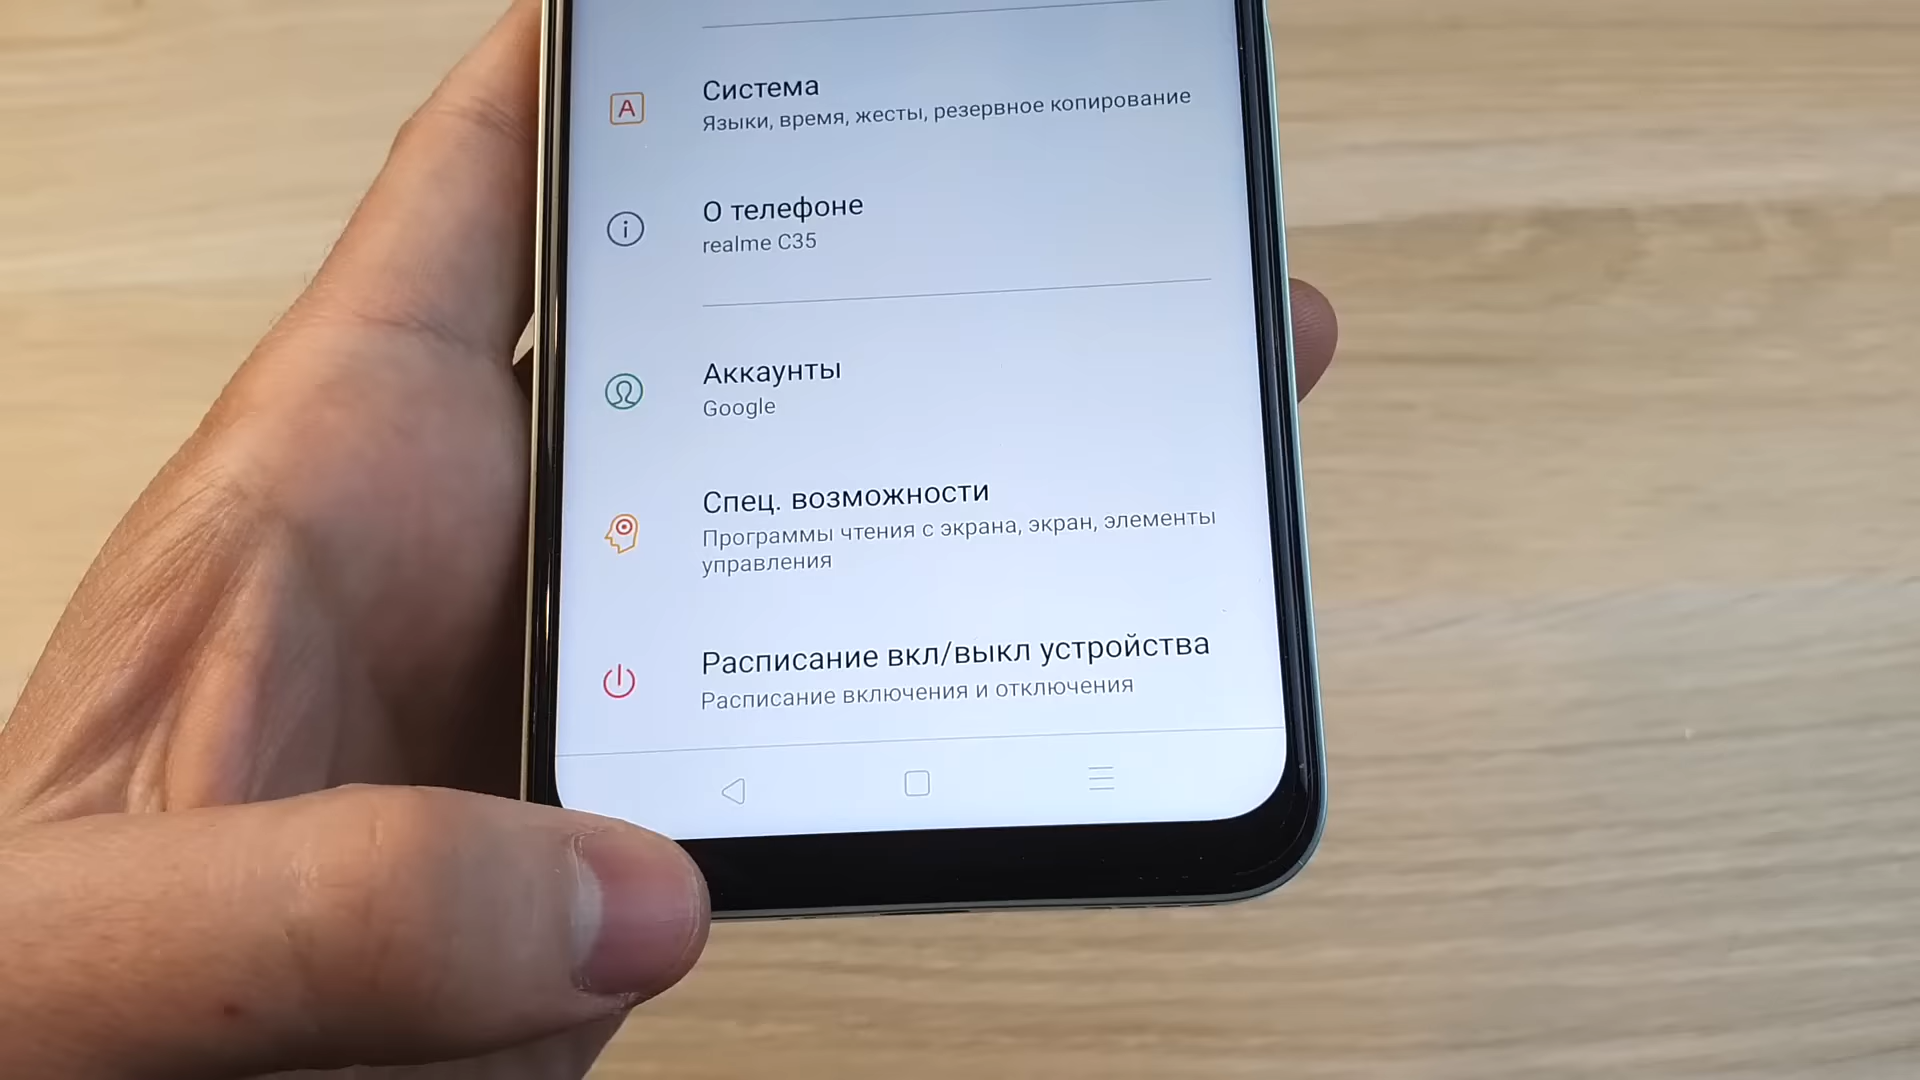 Система
Языки, время, жесты, резервное копирование
О телефоне
realme C35
Аккаунты
Google
Спец. возможности
Программы чтения с экрана, экран, элементы
управления
Расписание вкл/выкл устройства
Расписание включения и отключения